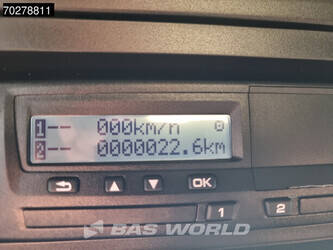 70278811
1-- 000km/h
2-- 0000022.6km
OK
1 2
BAS WORLD